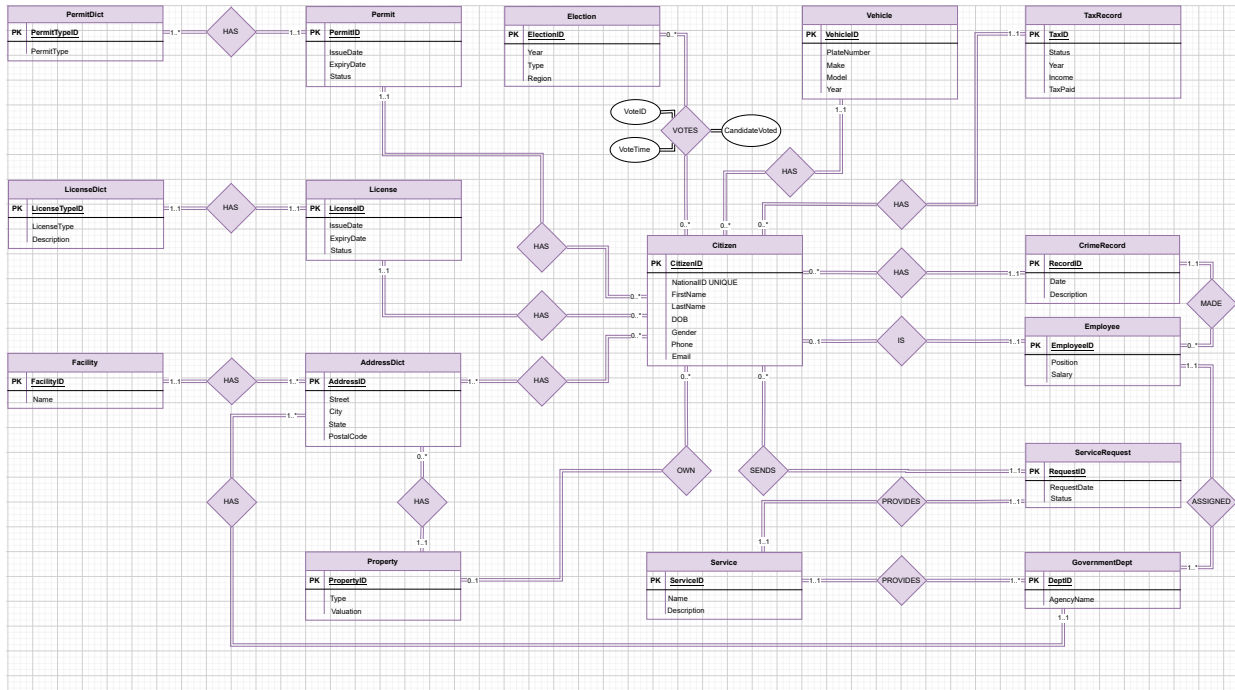 PermitDict
PK PermitTypeID
PermitType
1..*
HAS
1..1
Permit
PK PermitID
IssueDate
ExpiryDate
Status
1..1
Election
PK ElectionID
Year
Type
Region
0..*
VoteID
VoteTime
VOTES
CandidateVoted
0..*
Vehicle
PK VehicleID
PlateNumber
Make
Model
Year
1..1
HAS
0..*
TaxRecord
PK TaxID
Status
Year
Income
TaxPaid
1..1
HAS
0..*
LicenseDict
PK LicenseTypeID
LicenseType
Description
1..1
HAS
1..1
License
PK LicenseID
IssueDate
ExpiryDate
Status
1..1
HAS
0..*
HAS
0..*
Citizen
PK CitizenID
NationalID UNIQUE
FirstName
LastName
DOB
Gender
Phone
Email
0..*
HAS
1..1
CrimeRecord
PK RecordID
Date
Description
1..1
MADE
0..*
0..1
IS
1..1
Employee
PK EmployeeID
Position
Salary
1..1
Facility
PK FacilityID
Name
1..1
HAS
1..*
AddressDict
PK AddressID
Street
City
State
PostalCode
1..*
HAS
0..*
1..*
HAS
0..*
HAS
1..1
0..*
OWN
0..1
0..*
SENDS
1..1
ServiceRequest
PK RequestID
RequestDate
Status
1..1
PROVIDES
1..1
ASSIGNED
1..*
Property
PK PropertyID
Type
Valuation
Service
PK ServiceID
Name
Description
1..1
PROVIDES
1..*
GovernmentDept
PK DeptID
AgencyName
1..1